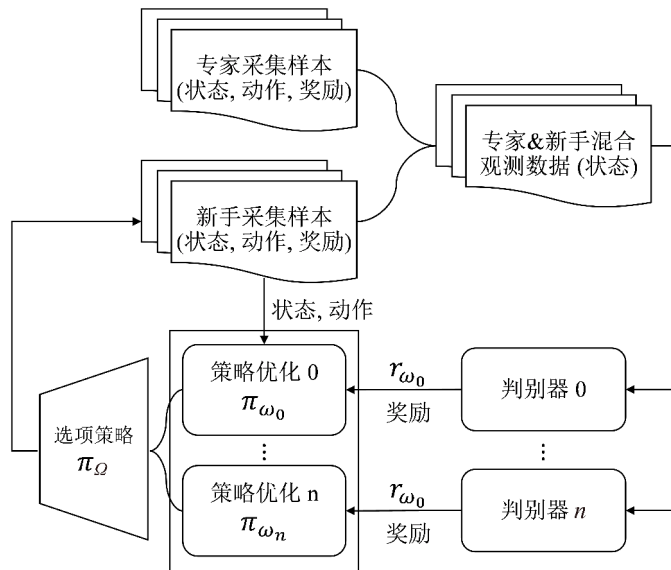 专家采集样本
(状态, 动作, 奖励)
专家&新手混合
观测数据 (状态)
新手采集样本
(状态, 动作, 奖励)
状态, 动作
策略优化 0
π_{ω_0}
r_{ω_0}
奖励
判别器 0
选项策略
π_Ω
⋮
⋮
策略优化 n
π_{ω_n}
r_{ω_0}
奖励
判别器 n